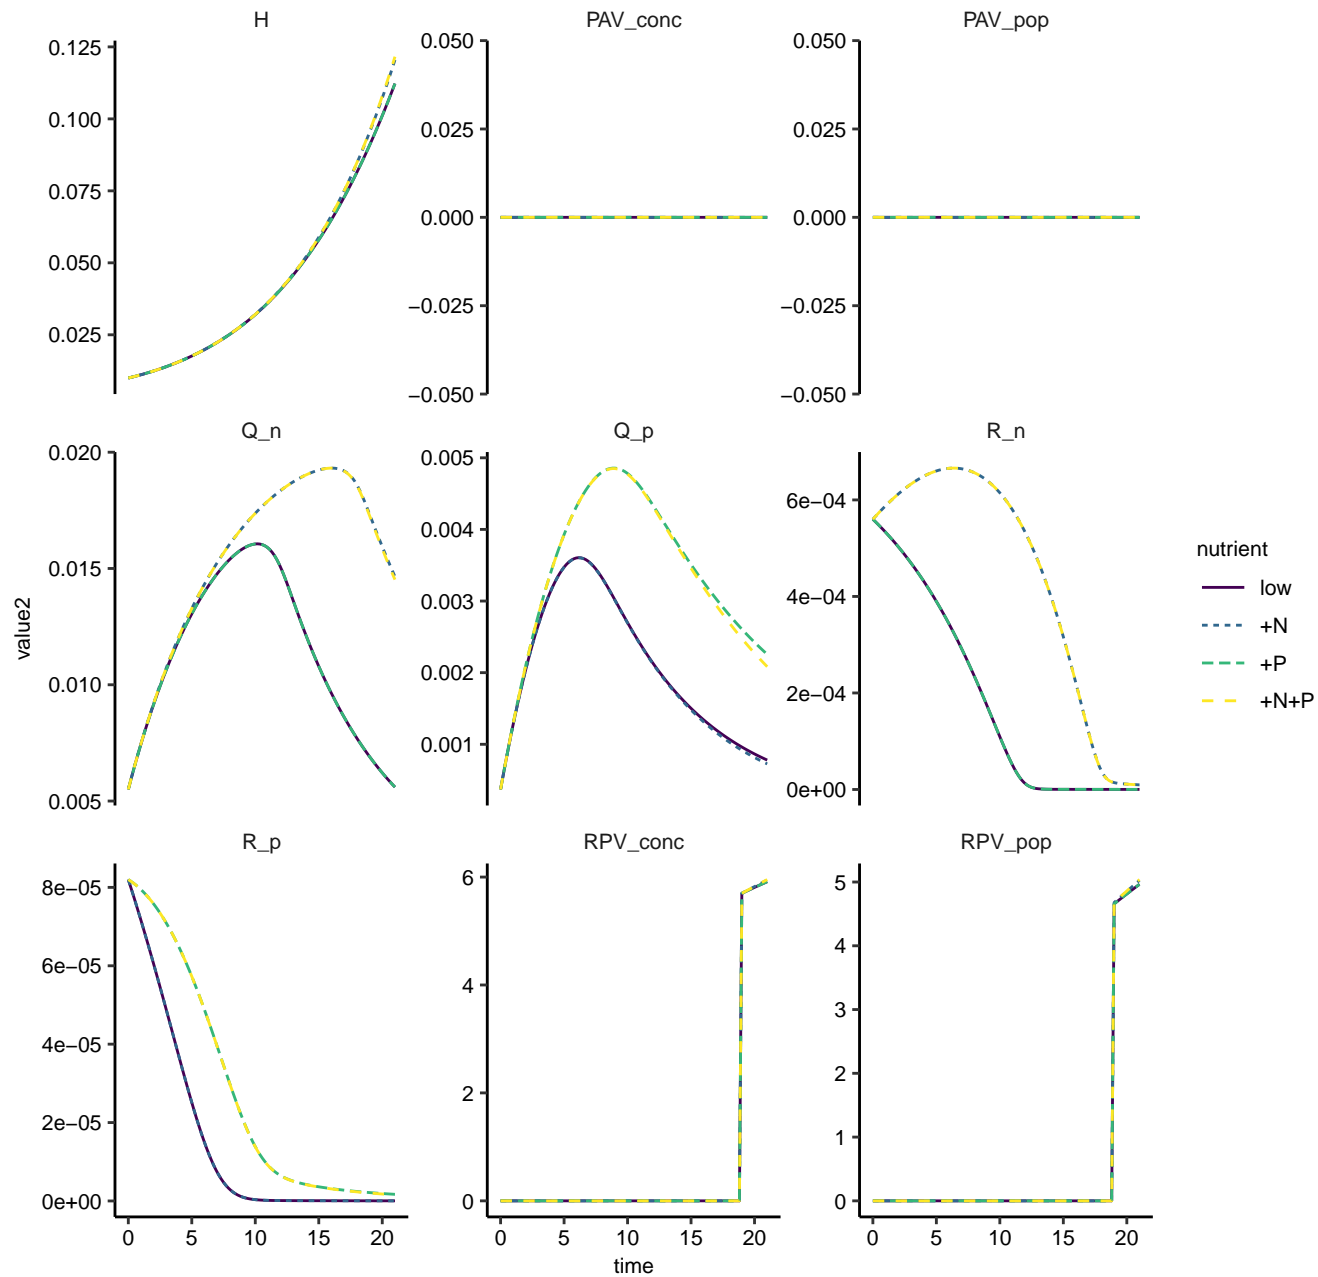 H
PAV_conc
PAV_pop
0.125
0.100
0.075
0.050
0.025
0.050
0.025
0.000
−0.025
−0.050
0.050
0.025
0.000
−0.025
−0.050
Q_n
Q_p
R_n
0.020
0.015
0.010
0.005
0.005
0.004
0.003
0.002
0.001
6e−04
4e−04
2e−04
0e+00
value2
nutrient
low
+N
+P
+N+P
R_p
RPV_conc
RPV_pop
8e−05
6e−05
4e−05
2e−05
0e+00
6
4
2
0
5
4
3
2
1
0
0 5 10 15 20
0 5 10 15 20
0 5 10 15 20
time